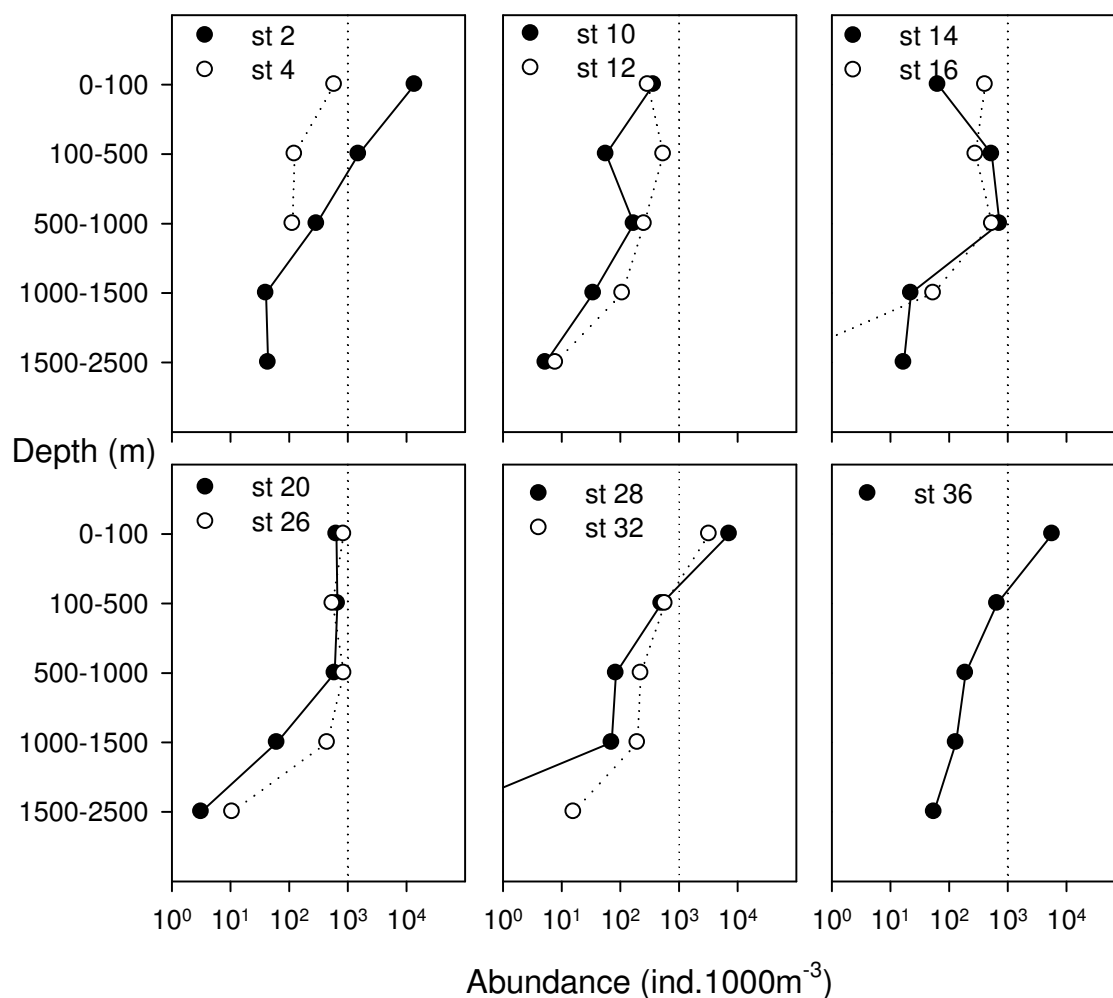 st 2
st 4
st 10
st 12
st 14
st 16
0-100
100-500
500-1000
1000-1500
1500-2500
Depth (m)
st 20
st 26
st 28
st 32
st 36
0-100
100-500
500-1000
1000-1500
1500-2500
10⁰ 10¹ 10² 10³ 10⁴ 10⁰ 10¹ 10² 10³ 10⁴ 10⁰ 10¹ 10² 10³ 10⁴
Abundance (ind.1000m⁻³)